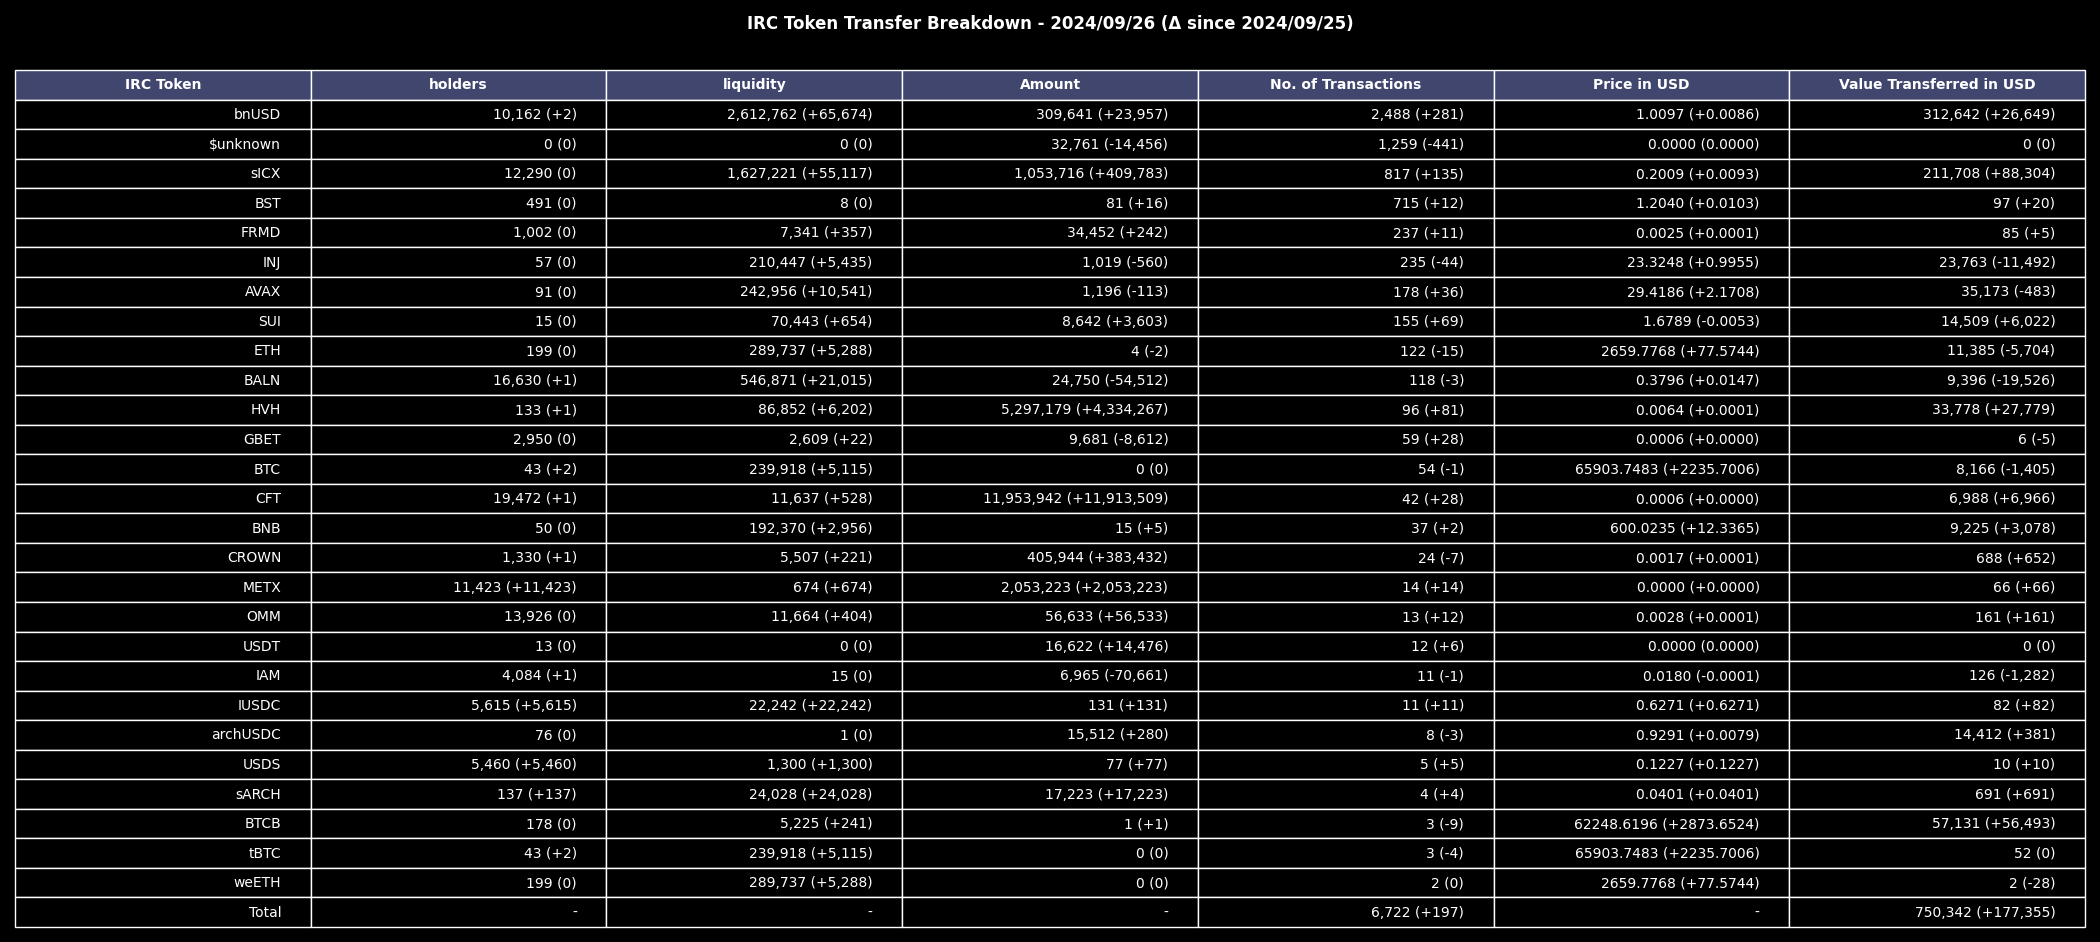 IRC Token Transfer Breakdown - 2024/09/26 (Δ since 2024/09/25)
IRC Token holders liquidity Amount No. of Transactions Price in USD Value Transferred in USD
bnUSD 10,162 (+2) 2,612,762 (+65,674) 309,641 (+23,957) 2,488 (+281) 1.0097 (+0.0086) 312,642 (+26,649)
$unknown 0 (0) 0 (0) 32,761 (-14,456) 1,259 (-441) 0.0000 (0.0000) 0 (0)
sICX 12,290 (0) 1,627,221 (+55,117) 1,053,716 (+409,783) 817 (+135) 0.2009 (+0.0093) 211,708 (+88,304)
BST 491 (0) 8 (0) 81 (+16) 715 (+12) 1.2040 (+0.0103) 97 (+20)
FRMD 1,002 (0) 7,341 (+357) 34,452 (+242) 237 (+11) 0.0025 (+0.0001) 85 (+5)
INJ 57 (0) 210,447 (+5,435) 1,019 (-560) 235 (-44) 23.3248 (+0.9955) 23,763 (-11,492)
AVAX 91 (0) 242,956 (+10,541) 1,196 (-113) 178 (+36) 29.4186 (+2.1708) 35,173 (-483)
SUI 15 (0) 70,443 (+654) 8,642 (+3,603) 155 (+69) 1.6789 (-0.0053) 14,509 (+6,022)
ETH 199 (0) 289,737 (+5,288) 4 (-2) 122 (-15) 2659.7768 (+77.5744) 11,385 (-5,704)
BALN 16,630 (+1) 546,871 (+21,015) 24,750 (-54,512) 118 (-3) 0.3796 (+0.0147) 9,396 (-19,526)
HVH 133 (+1) 86,852 (+6,202) 5,297,179 (+4,334,267) 96 (+81) 0.0064 (+0.0001) 33,778 (+27,779)
GBET 2,950 (0) 2,609 (+22) 9,681 (-8,612) 59 (+28) 0.0006 (+0.0000) 6 (-5)
BTC 43 (+2) 239,918 (+5,115) 0 (0) 54 (-1) 65903.7483 (+2235.7006) 8,166 (-1,405)
CFT 19,472 (+1) 11,637 (+528) 11,953,942 (+11,913,509) 42 (+28) 0.0006 (+0.0000) 6,988 (+6,966)
BNB 50 (0) 192,370 (+2,956) 15 (+5) 37 (+2) 600.0235 (+12.3365) 9,225 (+3,078)
CROWN 1,330 (+1) 5,507 (+221) 405,944 (+383,432) 24 (-7) 0.0017 (+0.0001) 688 (+652)
METX 11,423 (+11,423) 674 (+674) 2,053,223 (+2,053,223) 14 (+14) 0.0000 (+0.0000) 66 (+66)
OMM 13,926 (0) 11,664 (+404) 56,633 (+56,533) 13 (+12) 0.0028 (+0.0001) 161 (+161)
USDT 13 (0) 0 (0) 16,622 (+14,476) 12 (+6) 0.0000 (0.0000) 0 (0)
IAM 4,084 (+1) 15 (0) 6,965 (-70,661) 11 (-1) 0.0180 (-0.0001) 126 (-1,282)
IUSDC 5,615 (+5,615) 22,242 (+22,242) 131 (+131) 11 (+11) 0.6271 (+0.6271) 82 (+82)
archUSDC 76 (0) 1 (0) 15,512 (+280) 8 (-3) 0.9291 (+0.0079) 14,412 (+381)
USDS 5,460 (+5,460) 1,300 (+1,300) 77 (+77) 5 (+5) 0.1227 (+0.1227) 10 (+10)
sARCH 137 (+137) 24,028 (+24,028) 17,223 (+17,223) 4 (+4) 0.0401 (+0.0401) 691 (+691)
BTCB 178 (0) 5,225 (+241) 1 (+1) 3 (-9) 62248.6196 (+2873.6524) 57,131 (+56,493)
tBTC 43 (+2) 239,918 (+5,115) 0 (0) 3 (-4) 65903.7483 (+2235.7006) 52 (0)
weETH 199 (0) 289,737 (+5,288) 0 (0) 2 (0) 2659.7768 (+77.5744) 2 (-28)
Total - - - 6,722 (+197) - 750,342 (+177,355)